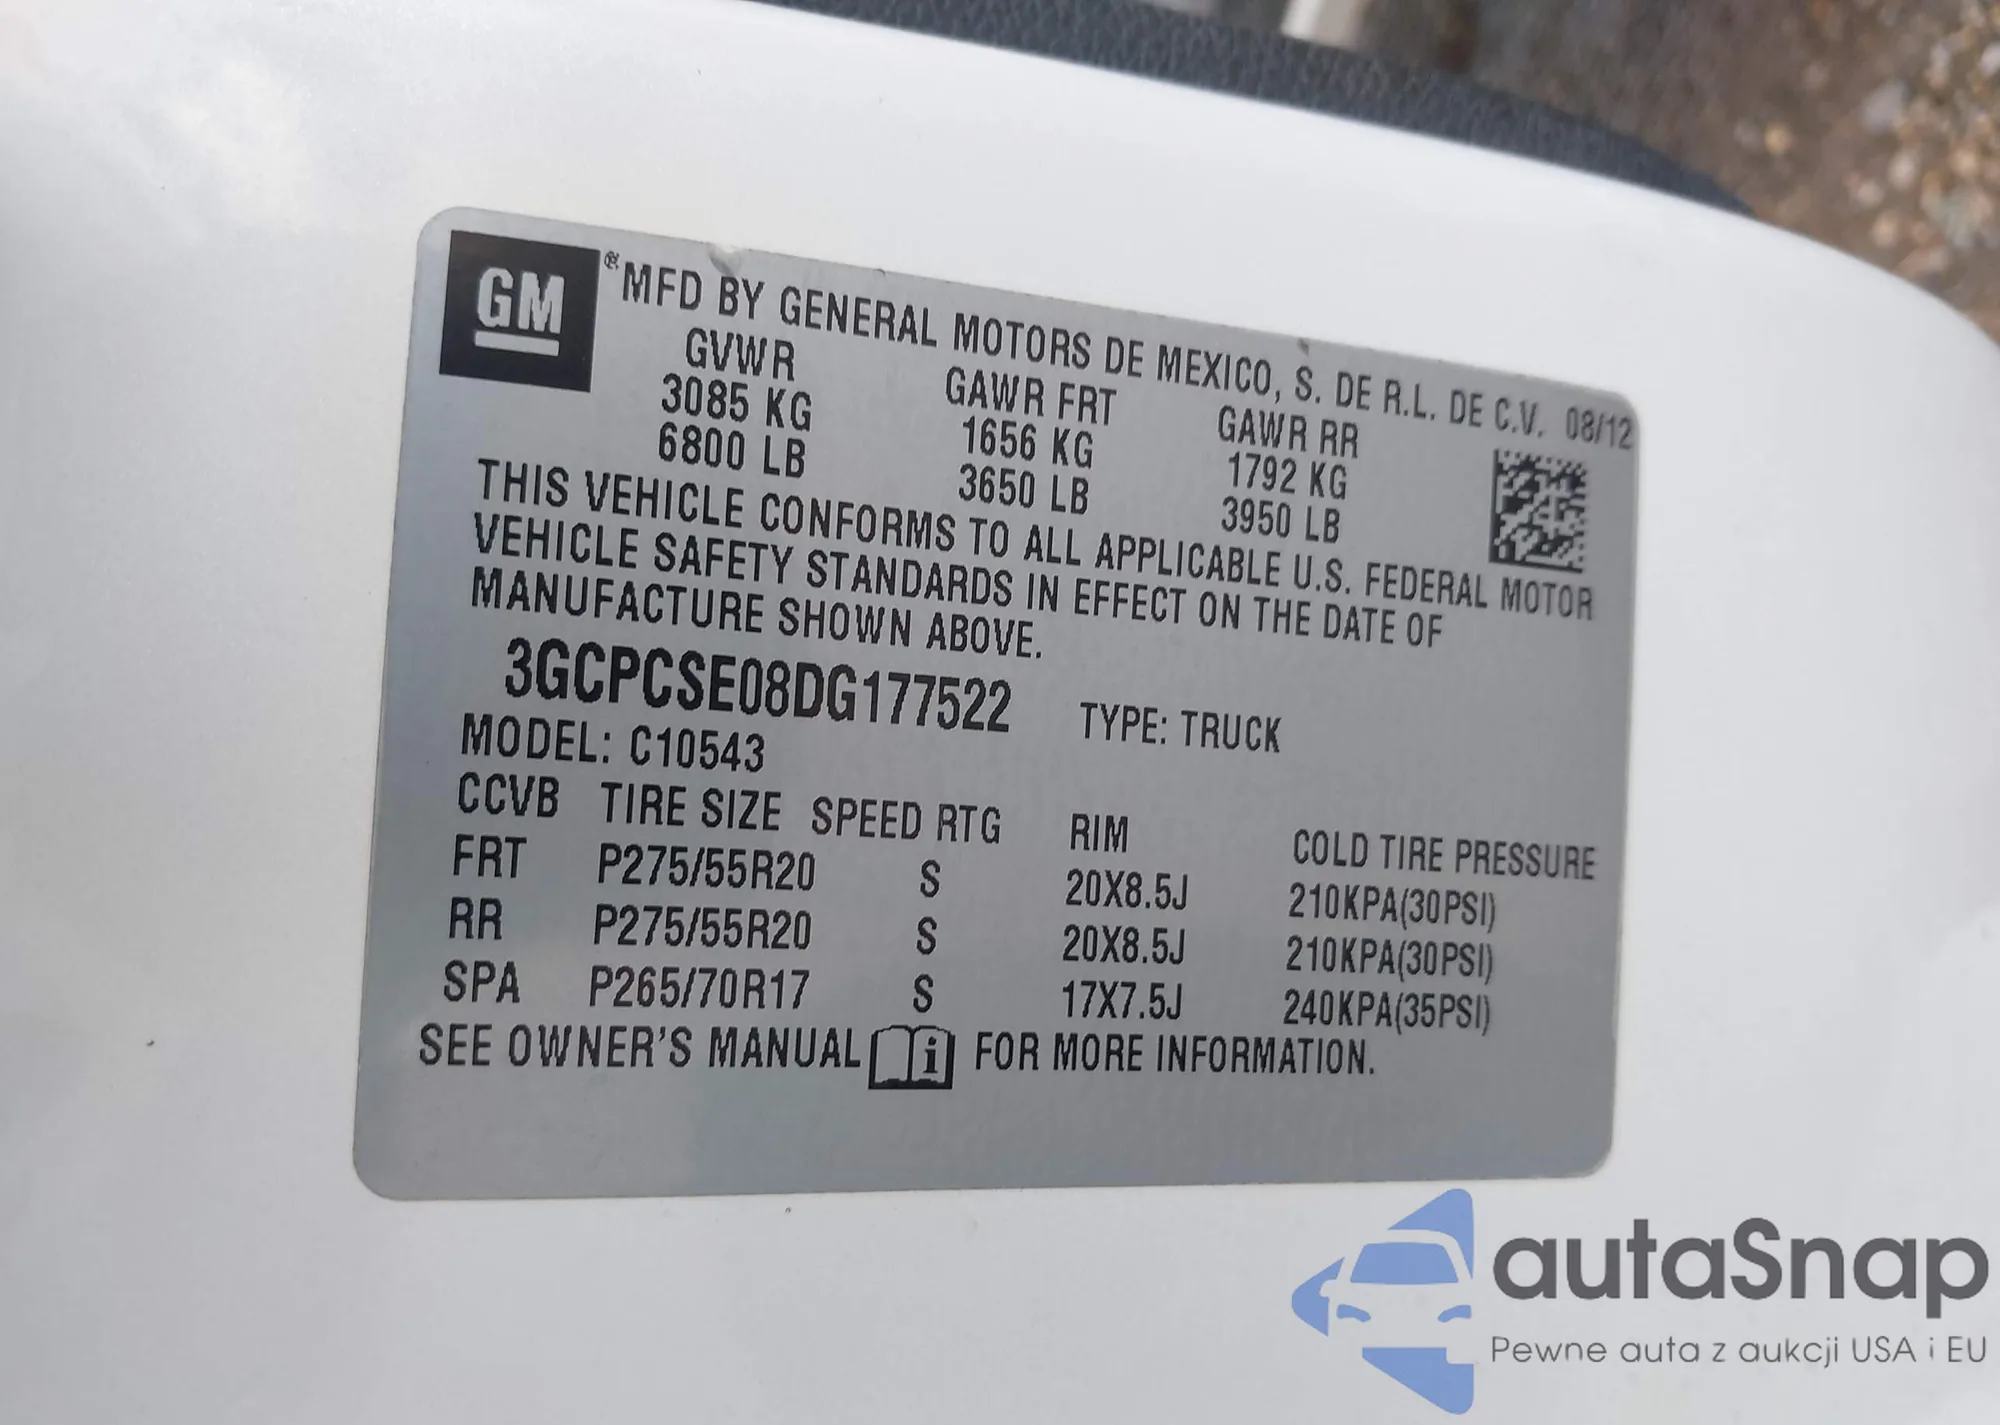 GM ® MFD BY GENERAL MOTORS DE MEXICO, S. DE R.L. DE C.V. 08/12
GVWR GAWR FRT GAWR RR
3085 KG 1656 KG 1792 KG
6800 LB 3650 LB 3950 LB
THIS VEHICLE CONFORMS TO ALL APPLICABLE U.S. FEDERAL MOTOR
VEHICLE SAFETY STANDARDS IN EFFECT ON THE DATE OF
MANUFACTURE SHOWN ABOVE.
3GCPCSE08DG177522 TYPE: TRUCK
MODEL: C10543
CCVB TIRE SIZE SPEED RTG RIM COLD TIRE PRESSURE
FRT P275/55R20 S 20X8.5J 210KPA(30PSI)
RR P275/55R20 S 20X8.5J 210KPA(30PSI)
SPA P265/70R17 S 17X7.5J 240KPA(35PSI)
SEE OWNER'S MANUAL i FOR MORE INFORMATION.
autaSnap
Pewne auta z aukcji USA i EU